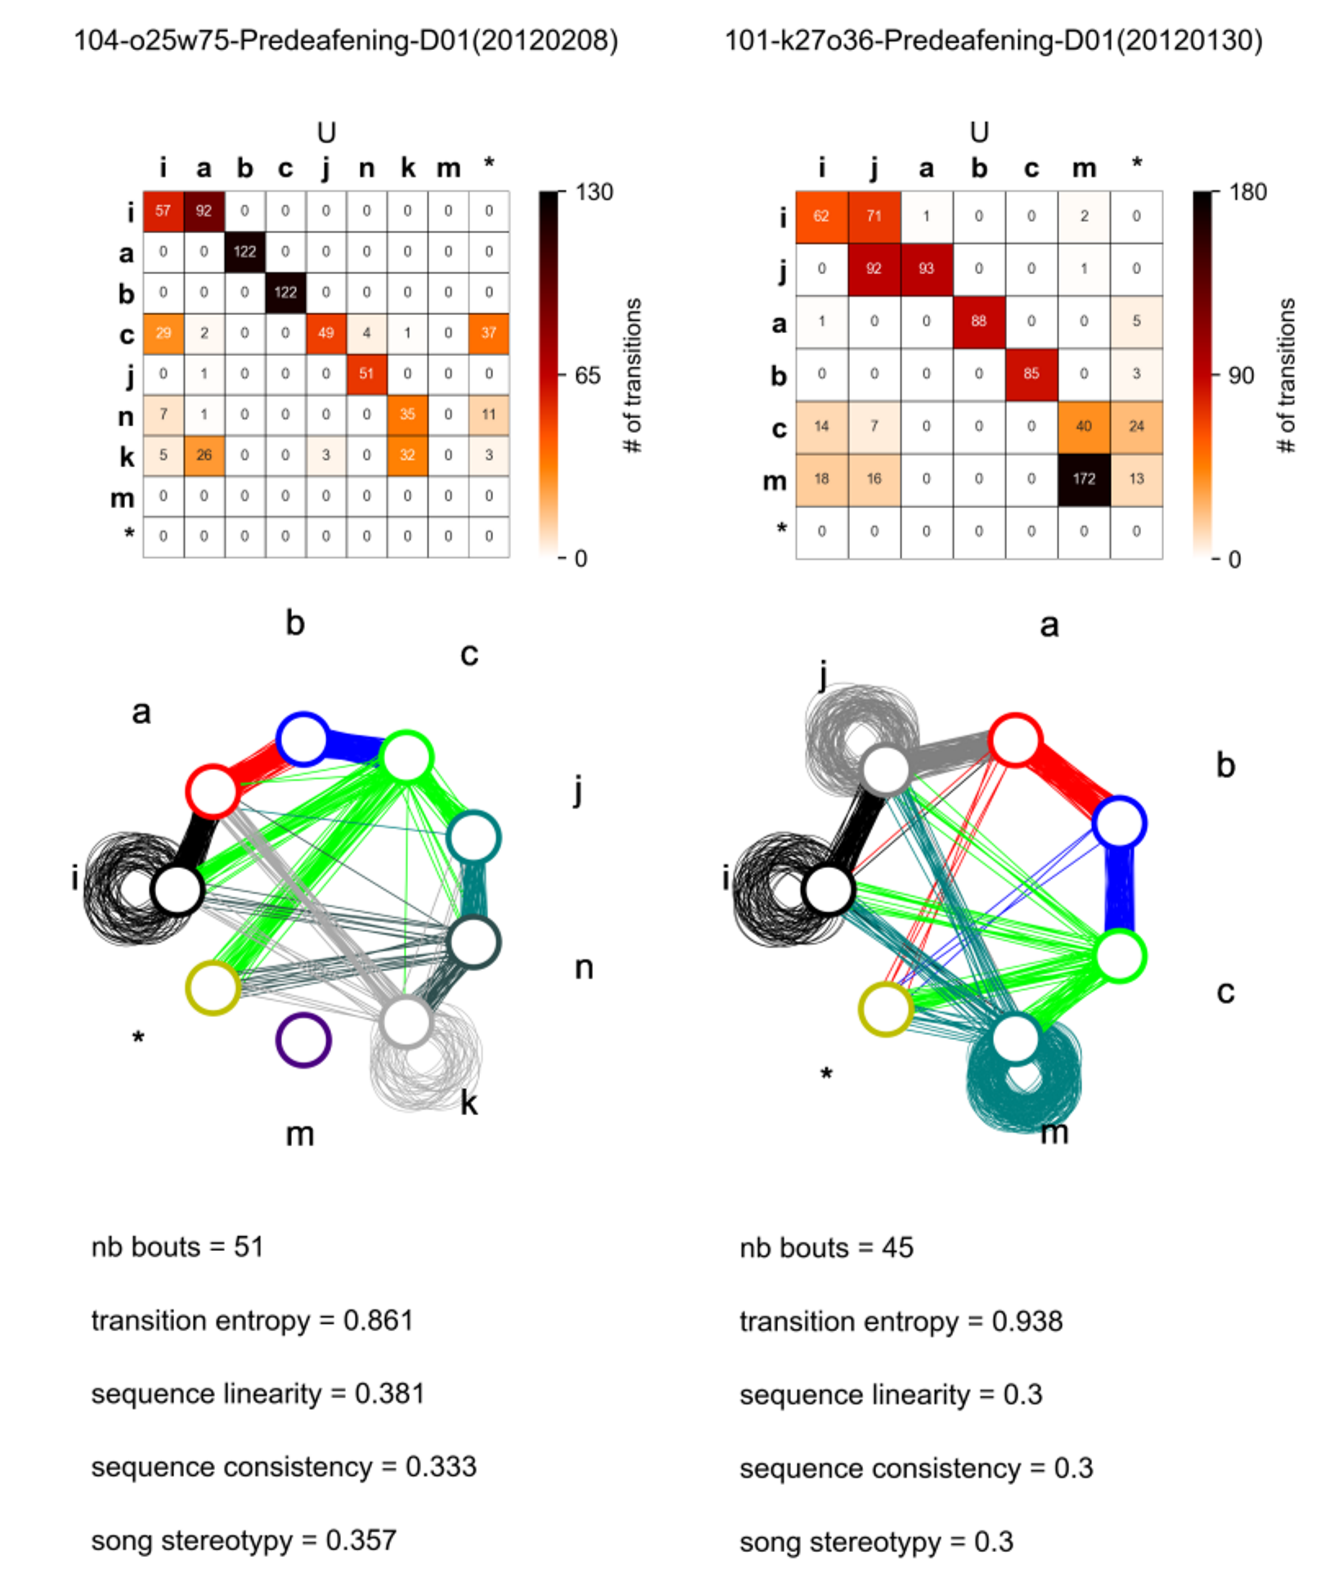 104-o25w75-Predeafening-D01(20120208)
101-k27o36-Predeafening-D01(20120130)
U
i a b c j n k m *
i 57 92 0 0 0 0 0 0 0
a 0 0 122 0 0 0 0 0 0
b 0 0 0 122 0 0 0 0 0
c 29 2 0 0 49 4 1 0 37
j 0 1 0 0 0 51 0 0 0
n 7 1 0 0 0 0 35 0 11
k 5 26 0 0 3 0 32 0 3
m 0 0 0 0 0 0 0 0 0
* 0 0 0 0 0 0 0 0 0
130
65
0
# of transitions
U
i j a b c m *
i 62 71 1 0 0 2 0
j 0 92 93 0 0 1 0
a 1 0 0 88 0 0 5
b 0 0 0 0 85 0 3
c 14 7 0 0 0 40 24
m 18 16 0 0 0 172 13
* 0 0 0 0 0 0 0
180
90
0
# of transitions
b
c
a
j
i
n
*
k
m
a
j
b
i
c
*
m
nb bouts = 51
transition entropy = 0.861
sequence linearity = 0.381
sequence consistency = 0.333
song stereotypy = 0.357
nb bouts = 45
transition entropy = 0.938
sequence linearity = 0.3
sequence consistency = 0.3
song stereotypy = 0.3